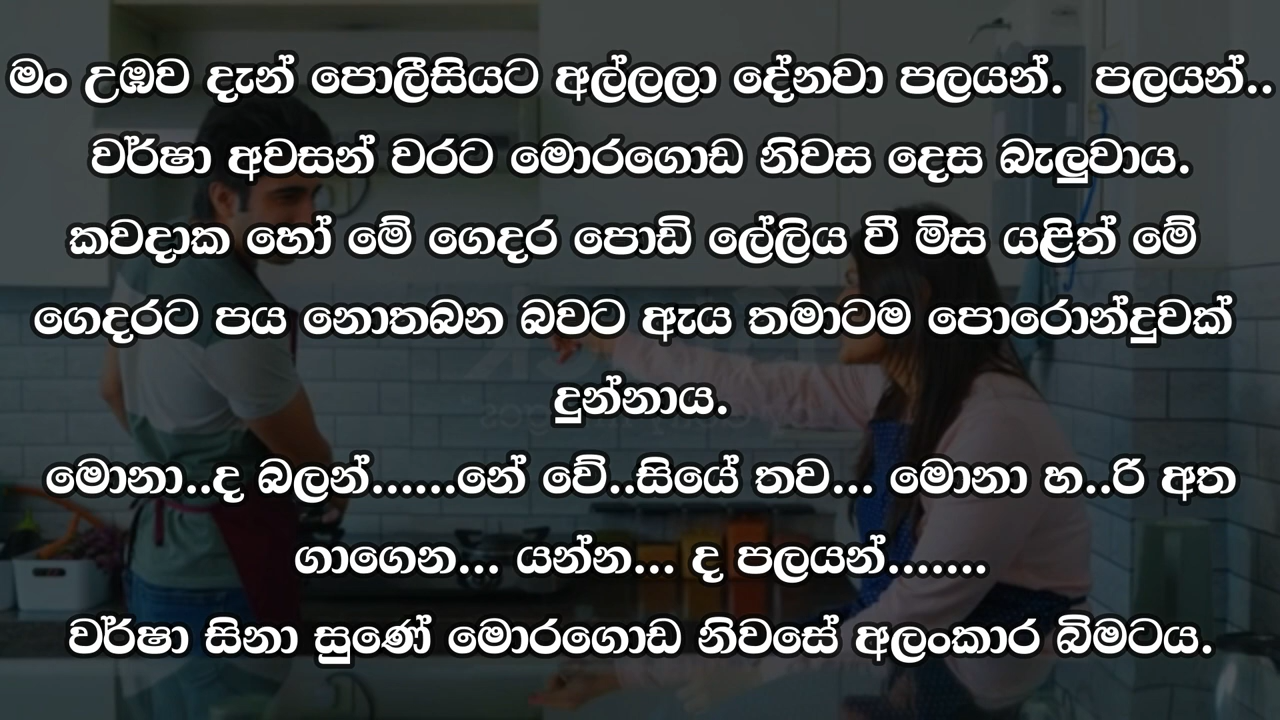 මං උඹව දැන් පොලීසියට අල්ලලා දේනවා පලයන්.  පලයන්..
වර්ෂා අවසන් වරට මොරගොඩ නිවස දෙස බැලුවාය.
කවදාක හෝ මේ ගෙදර පොඩි ලේලිය වී මිස යළිත් මේ
ගෙදරට පය නොතබන බවට ඇය තමාටම පොරොන්දුවක්
දුන්නාය.
මොනා..ද බලන්......නේ වේ..සියේ තව... මොනා හ..රි අත
ගාගෙන... යන්න... ද පලයන්.......
වර්ෂා සිනා සුණේ මොරගොඩ නිවසේ අලංකාර බිමටය.